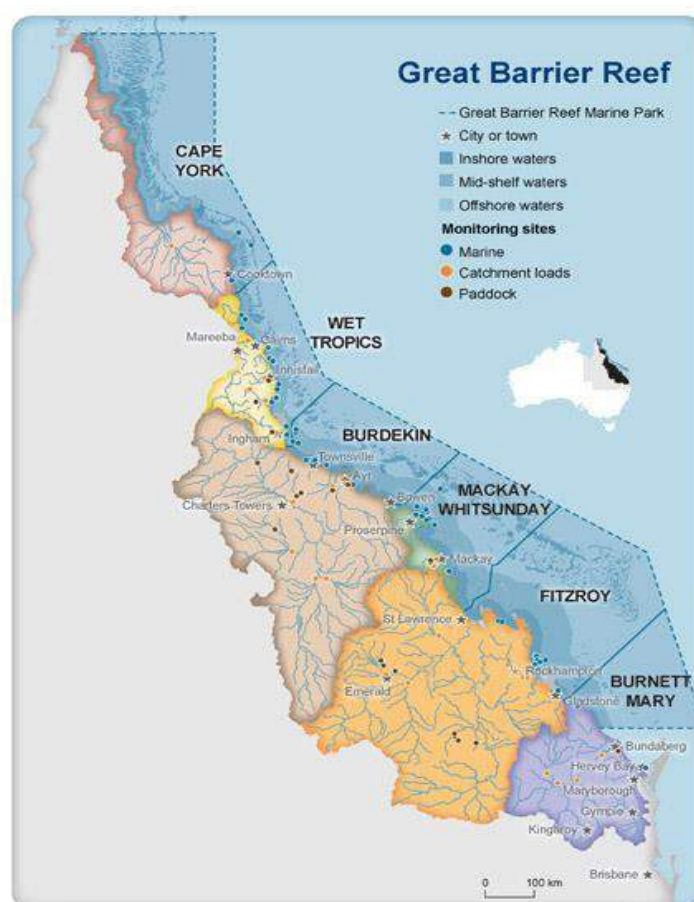 Great Barrier Reef
Great Barrier Reef Marine Park
City or town
Inshore waters
Mid-shelf waters
Offshore waters
Monitoring sites
Marine
Catchment loads
Paddock
CAPE
YORK
Cooktown
WET
TROPICS
Mareeba
Cairns
Innisfail
BURDEKIN
Ingham
Townsville
Ayr
MACKAY
WHITSUNDAY
Bowen
Charters Towers
Proserpine
Mackay
FITZROY
St Lawrence
Rockhampton
BURNETT
MARY
Emerald
Gladstone
Bundaberg
Hervey Bay
Maryborough
Gympie
Kingaroy
Brisbane
0 100 km